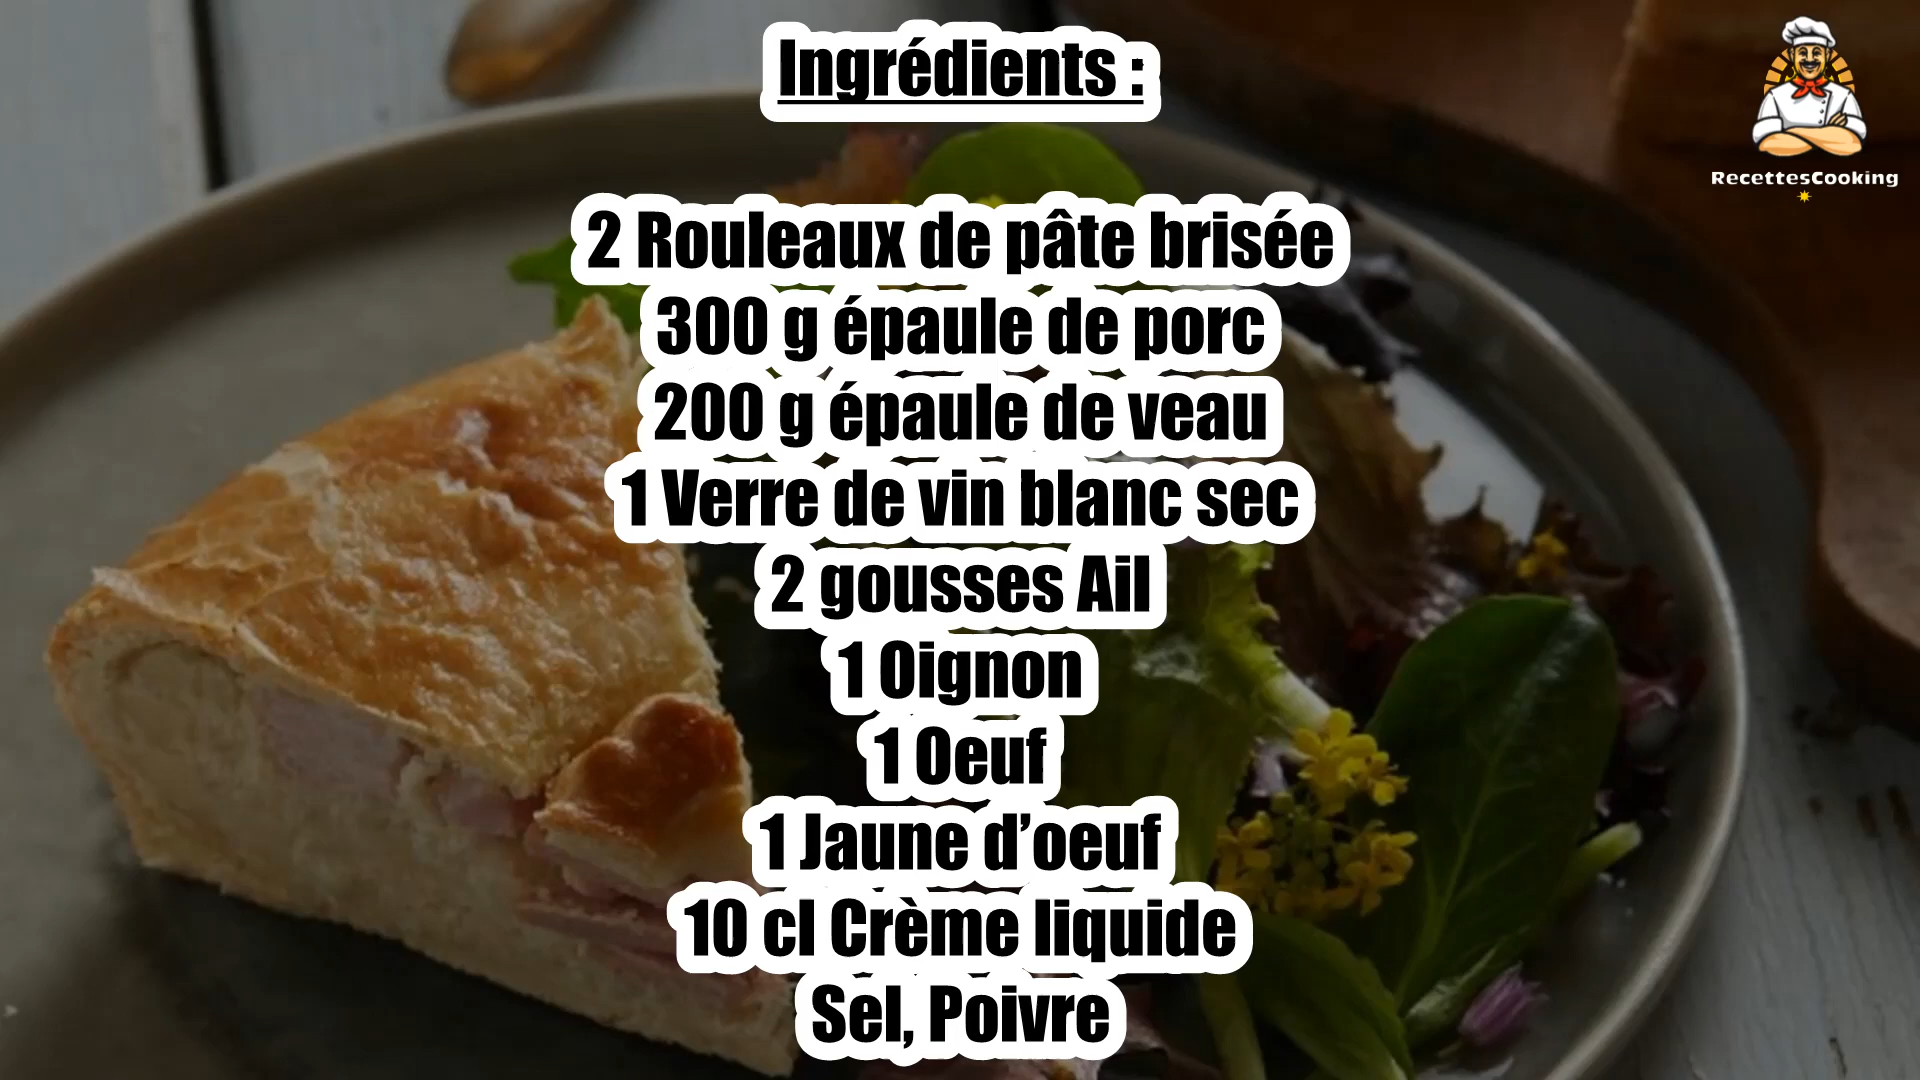 Ingrédients :
RecettesCooking
2 Rouleaux de pâte brisée
300 g épaule de porc
200 g épaule de veau
1 Verre de vin blanc sec
2 gousses Ail
1 Oignon
1 Oeuf
1 Jaune d’oeuf
10 cl Crème liquide
Sel, Poivre